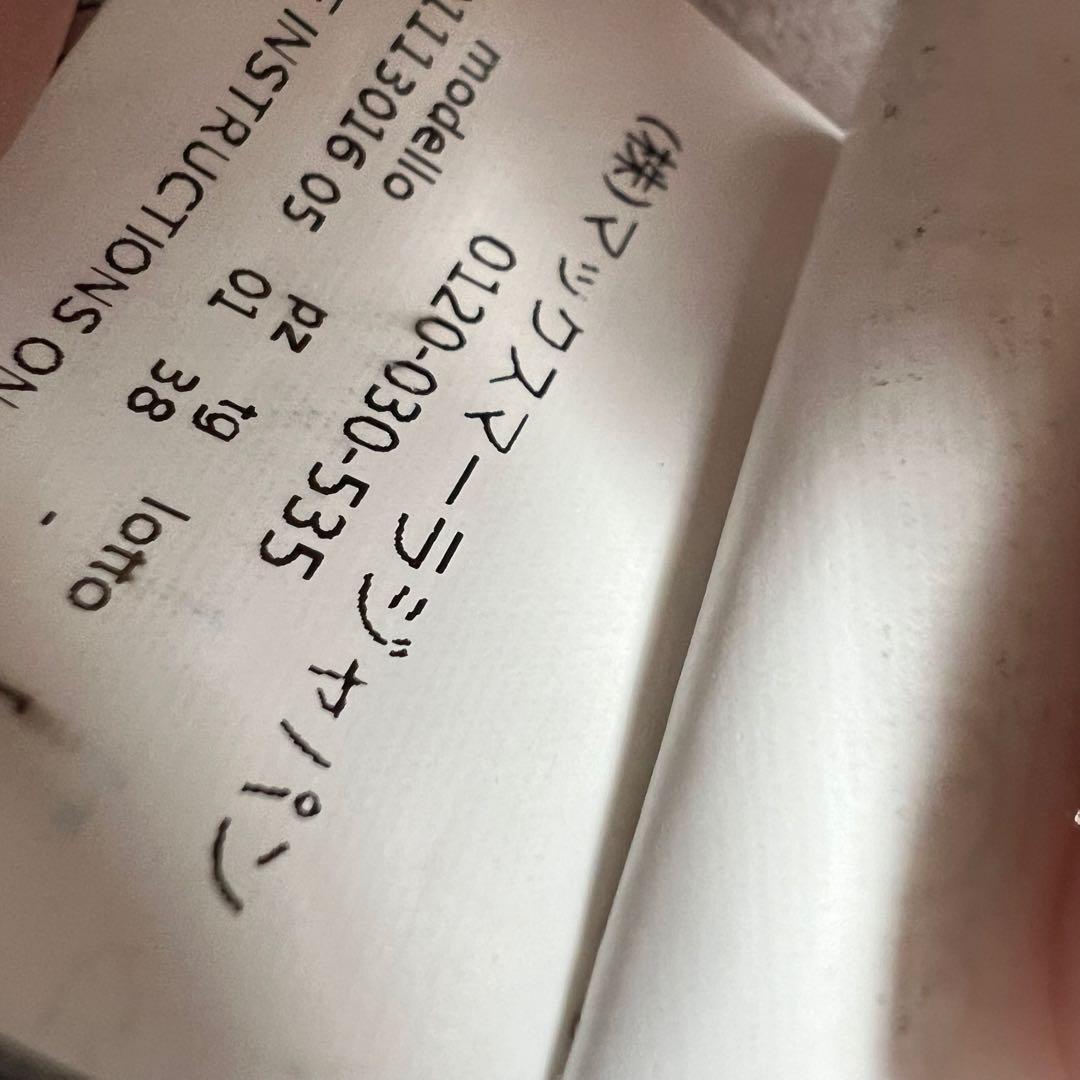 (株)マックスマーラジャパン
0120-030-535
modello pz tg lotto
1113016 05 01 38
INSTRUCTIONS ON